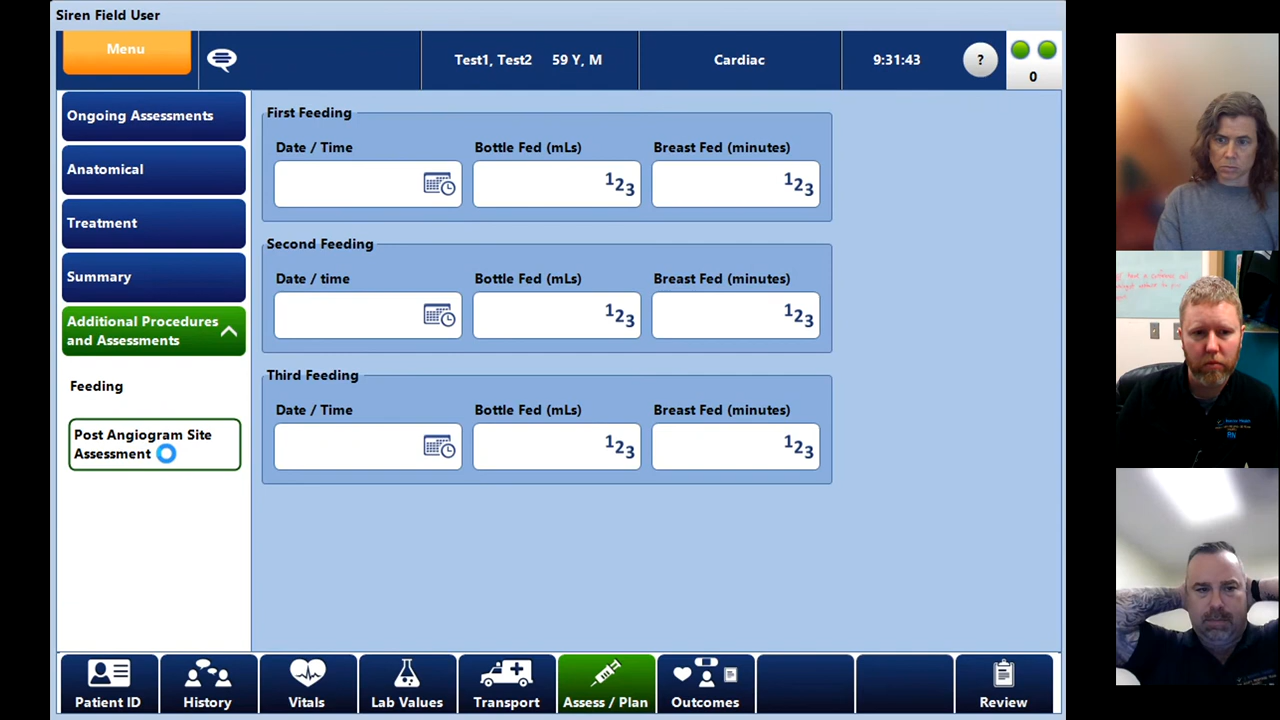 Siren Field User
Menu
Test1, Test2 59 Y, M
Cardiac
9:31:43
?
0
Ongoing Assessments
Anatomical
Treatment
Summary
Additional Procedures
and Assessments
Feeding
Post Angiogram Site
Assessment
First Feeding
Date / Time
Bottle Fed (mLs)
Breast Fed (minutes)
123
123
Second Feeding
Date / time
Bottle Fed (mLs)
Breast Fed (minutes)
123
123
Third Feeding
Date / Time
Bottle Fed (mLs)
Breast Fed (minutes)
123
123
Patient ID
History
Vitals
Lab Values
Transport
Assess / Plan
Outcomes
Review
RN